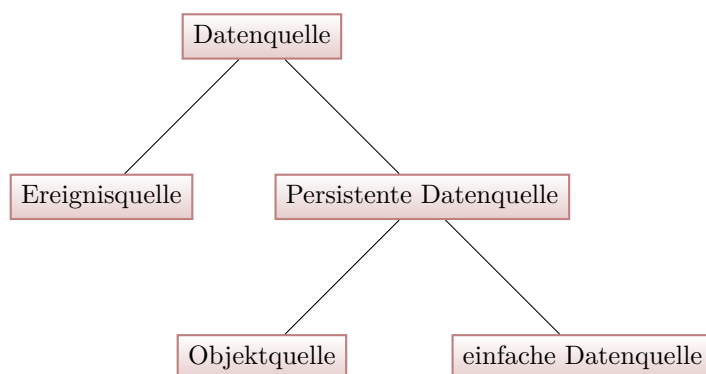 Datenquelle
Ereignisquelle
Persistente Datenquelle
Objektquelle
einfache Datenquelle